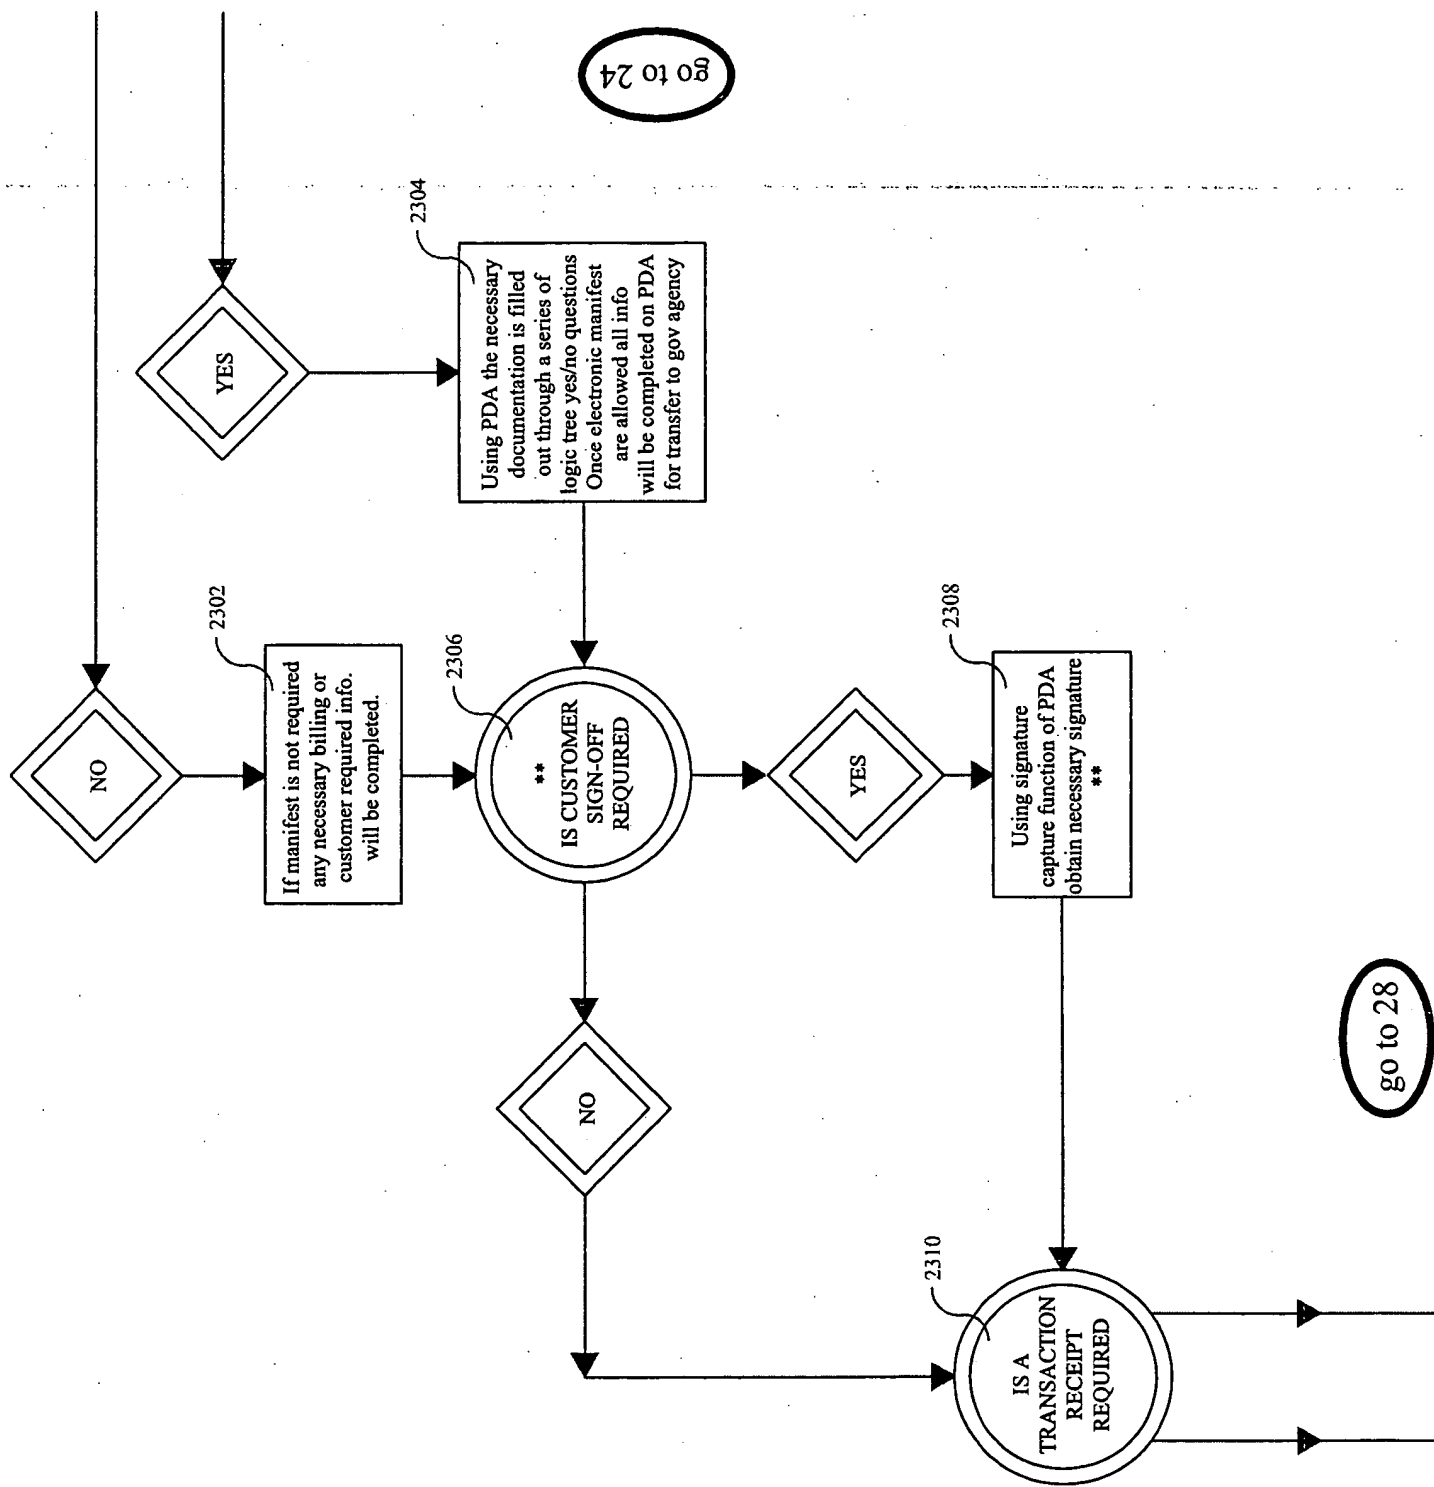 go to 24
YES
2304
Using PDA the necessary
documentation is filled
out through a series of
logic tree yes/no questions
Once electronic manifest
are allowed all info
will be completed on PDA
for transfer to gov agency
NO
2302
If manifest is not required
any necessary billing or
customer required info.
will be completed.
2306
**
IS CUSTOMER
SIGN-OFF
REQUIRED
YES
2308
Using signature
capture function of PDA
obtain necessary signature
**
NO
2310
IS A
TRANSACTION
RECEIPT
REQUIRED
go to 28